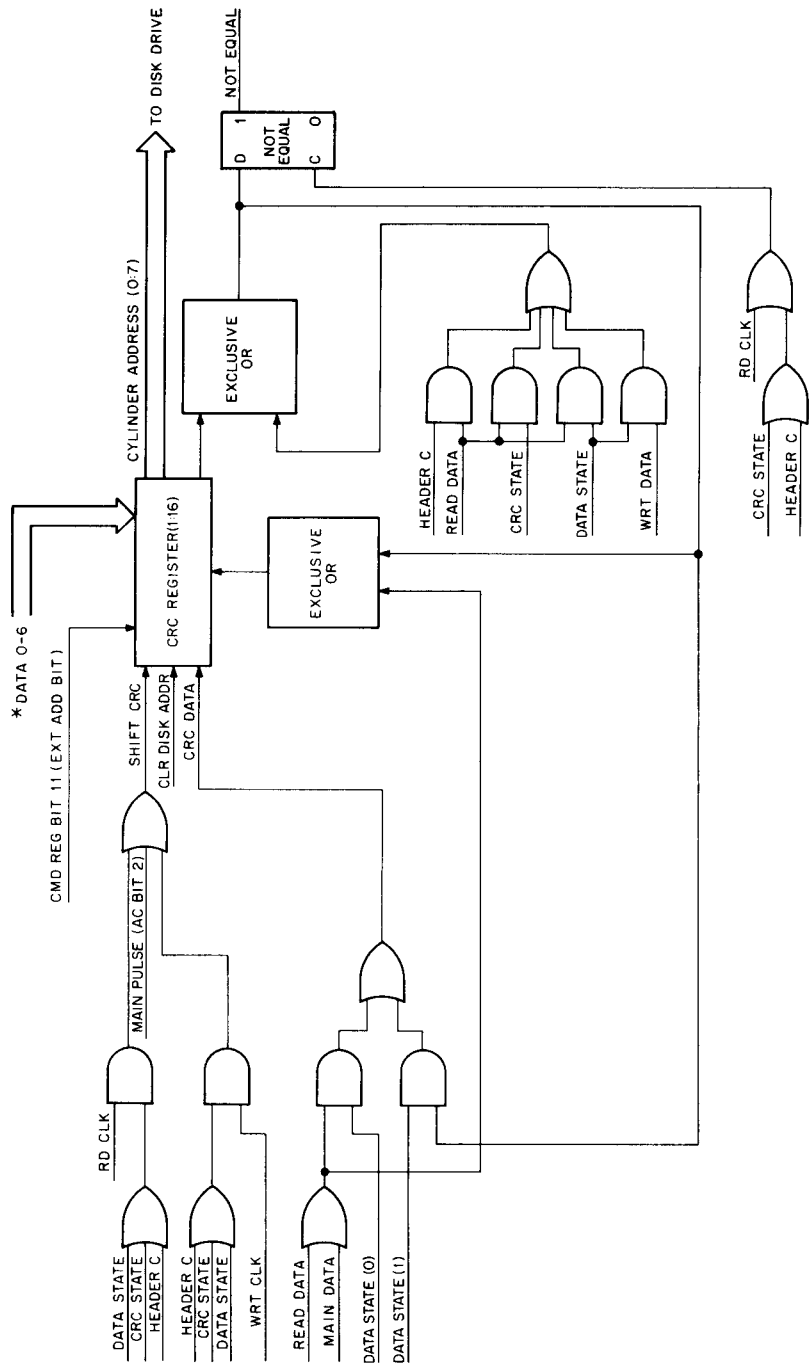 * DATA 0-6
CMD REG BIT 11 (EXT ADD BIT)
CYLINDER ADDRESS (0:7)
TO DISK DRIVE
SHIFT CRC
CLR DISK ADDR
CRC DATA
CRC REGISTER(1:16)
MAIN PULSE (AC BIT 2)
RD CLK
DATA STATE
CRC STATE
HEADER C
HEADER C
CRC STATE
DATA STATE
WRT CLK
READ DATA
MAIN DATA
DATA STATE (0)
DATA STATE (1)
EXCLUSIVE
OR
EXCLUSIVE
OR
D
1
NOT
EQUAL
C
0
NOT EQUAL
HEADER C
READ DATA
CRC STATE
DATA STATE
WRT DATA
RD CLK
CRC STATE
HEADER C